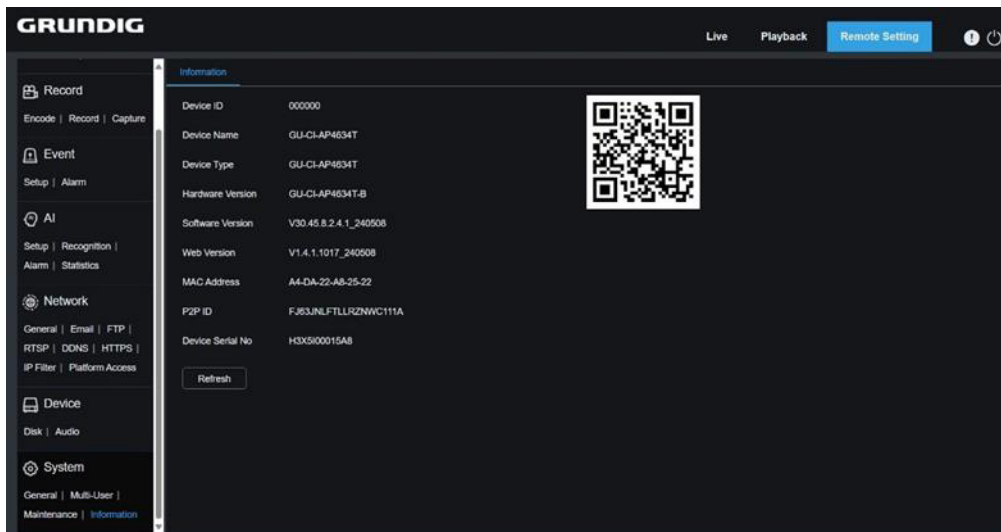 GRUNDIG
Live Playback Remote Setting
Record
Encode | Record | Capture
Event
Setup | Alarm
AI
Setup | Recognition |
Alarm | Statistics
Network
General | Email | FTP |
RTSP | DDNS | HTTPS |
IP Filter | Platform Access
Device
Disk | Audio
System
General | Multi-User |
Maintenance | Information
Information
Device ID 000000
Device Name GU-CI-AP4634T
Device Type GU-CI-AP4634T
Hardware Version GU-CI-AP4634T-B
Software Version V30.45.8.2.4.1_240508
Web Version V1.4.1.1017_240508
MAC Address A4-DA-22-A8-25-22
P2P ID FJ63JNLFTLLRZNWC111A
Device Serial No H3X5I00015A8
Refresh